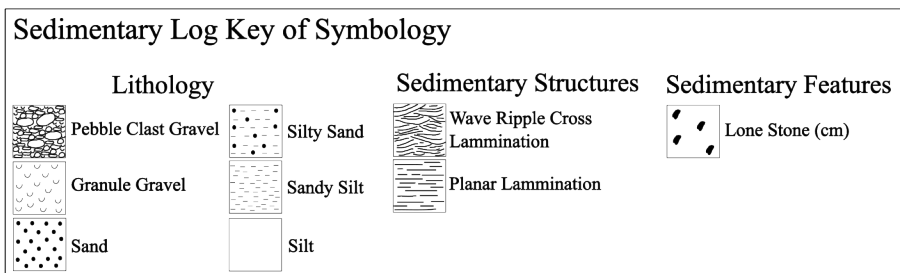 Sedimentary Log Key of Symbology
Lithology
Pebble Clast Gravel
Granule Gravel
Sand
Silty Sand
Sandy Silt
Silt
Sedimentary Structures
Wave Ripple Cross
Lammination
Planar Lammination
Sedimentary Features
Lone Stone (cm)